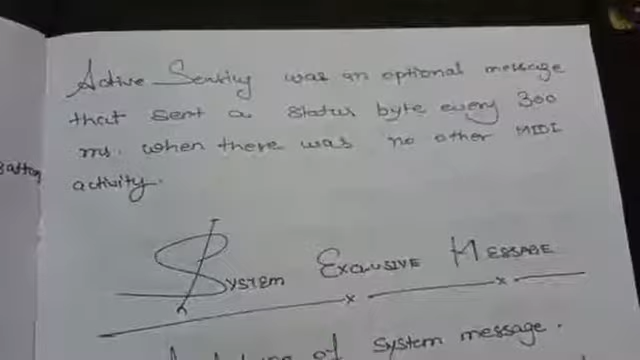 Active Sensing was an optional message
that sent a status byte every 300
ms. when there was no other MIDI
activity.
System Exclusive Message
of system message.